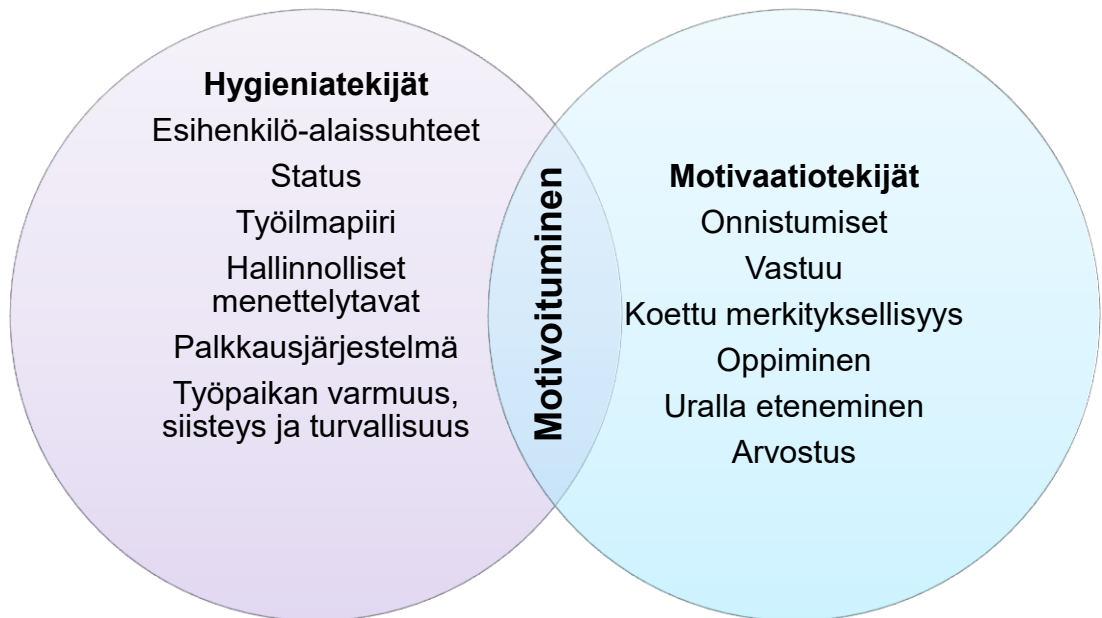 Hygieniatekijät
Esihenkilö-alaissuhteet
Status
Työilmapiiri
Hallinnolliset
menettelytavat
Palkkausjärjestelmä
Työpaikan varmuus,
siisteys ja turvallisuus
Motivoituminen
Motivaatiotekijät
Onnistumiset
Vastuu
Koettu merkityksellisyys
Oppiminen
Uralla eteneminen
Arvostus